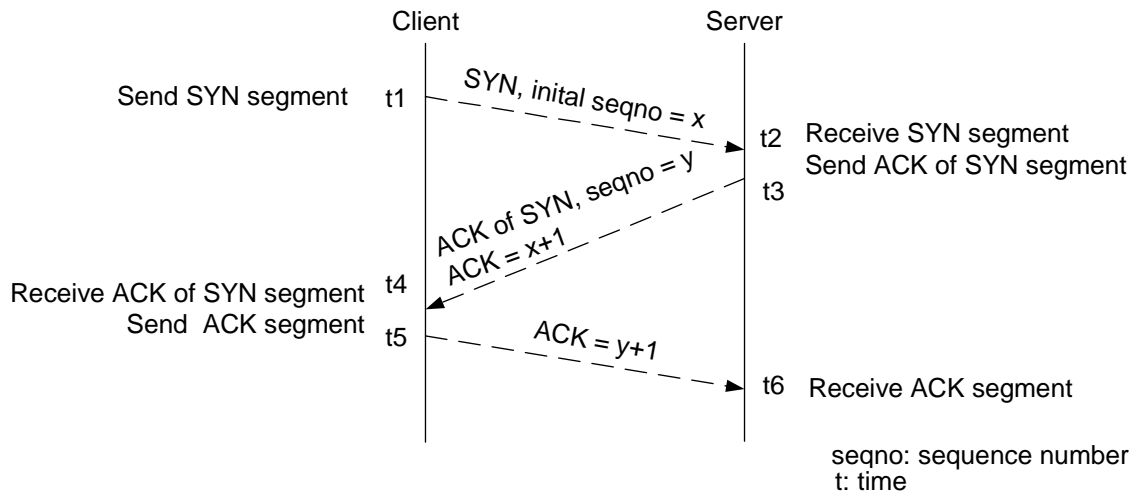 Client
Server
Send SYN segment
t1
SYN, inital seqno = x
t2
Receive SYN segment
Send ACK of SYN segment
t3
ACK of SYN, seqno = y
ACK = x+1
t4
Receive ACK of SYN segment
Send ACK segment
t5
ACK = y+1
t6
Receive ACK segment
seqno: sequence number
t: time